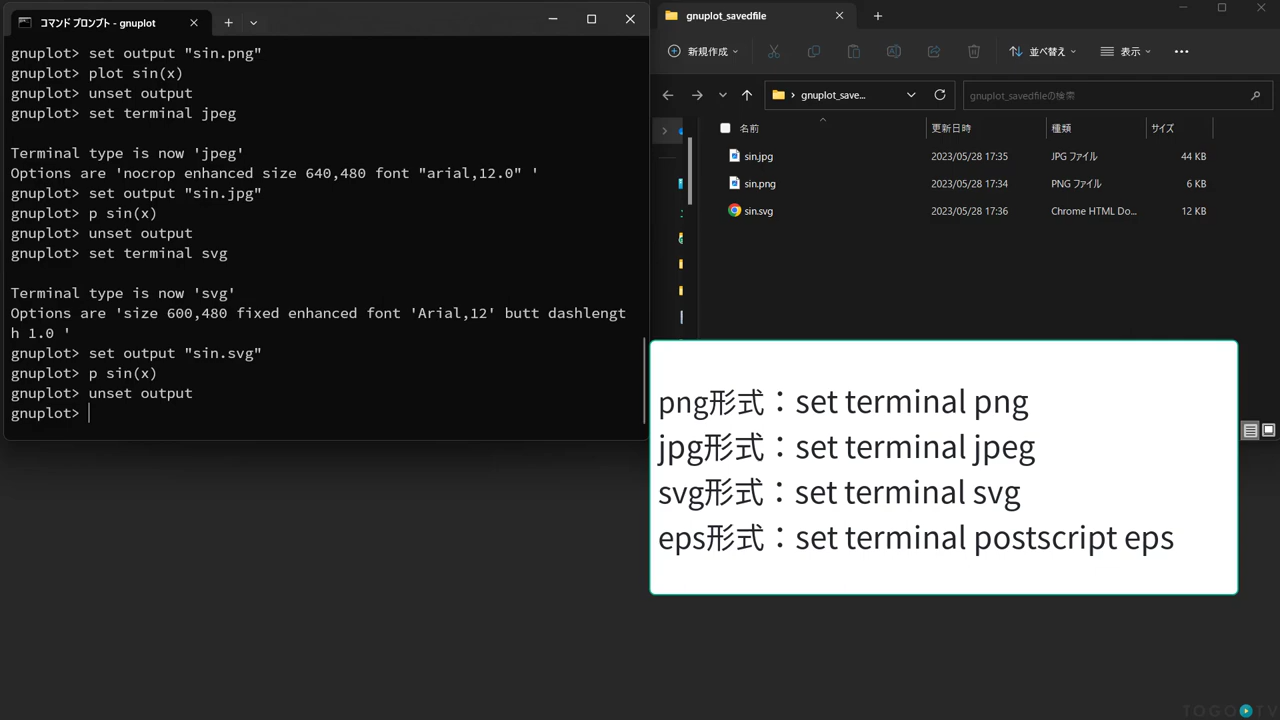 コマンド プロンプト - gnuplot
gnuplot> set output "sin.png"
gnuplot> plot sin(x)
gnuplot> unset output
gnuplot> set terminal jpeg
Terminal type is now 'jpeg'
Options are 'nocrop enhanced size 640,480 font "arial,12.0" '
gnuplot> set output "sin.jpg"
gnuplot> p sin(x)
gnuplot> unset output
gnuplot> set terminal svg
Terminal type is now 'svg'
Options are 'size 600,480 fixed enhanced font 'Arial,12' butt dashlengt
h 1.0 '
gnuplot> set output "sin.svg"
gnuplot> p sin(x)
gnuplot> unset output
gnuplot>
gnuplot_savedfile
新規作成 並べ替え 表示
gnuplot_save... gnuplot_savedfileの検索
名前 更新日時 種類 サイズ
sin.jpg 2023/05/28 17:35 JPG ファイル 44 KB
sin.png 2023/05/28 17:34 PNG ファイル 6 KB
sin.svg 2023/05/28 17:36 Chrome HTML Do... 12 KB
png形式：set terminal png
jpg形式：set terminal jpeg
svg形式：set terminal svg
eps形式：set terminal postscript eps
TOGO TV